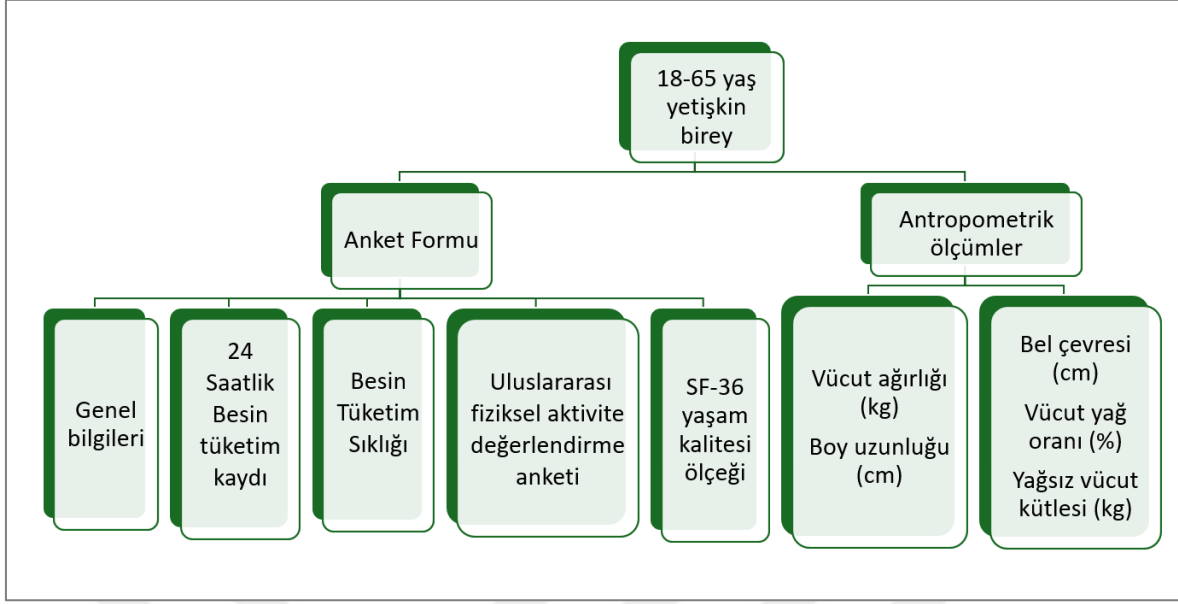 18-65 yaş
yetişkin
birey
Anket Formu
Antropometrik
ölçümler
Genel
bilgileri
24
Saatlik
Besin
tüketim
kaydı
Besin
Tüketim
Sıklığı
Uluslararası
fiziksel aktivite
değerlendirme
anketi
SF-36
yaşam
kalitesi
ölçeği
Vücut ağırlığı
(kg)
Boy uzunluğu
(cm)
Bel çevresi
(cm)
Vücut yağ
oranı (%)
Yağsız vücut
kütlesi (kg)